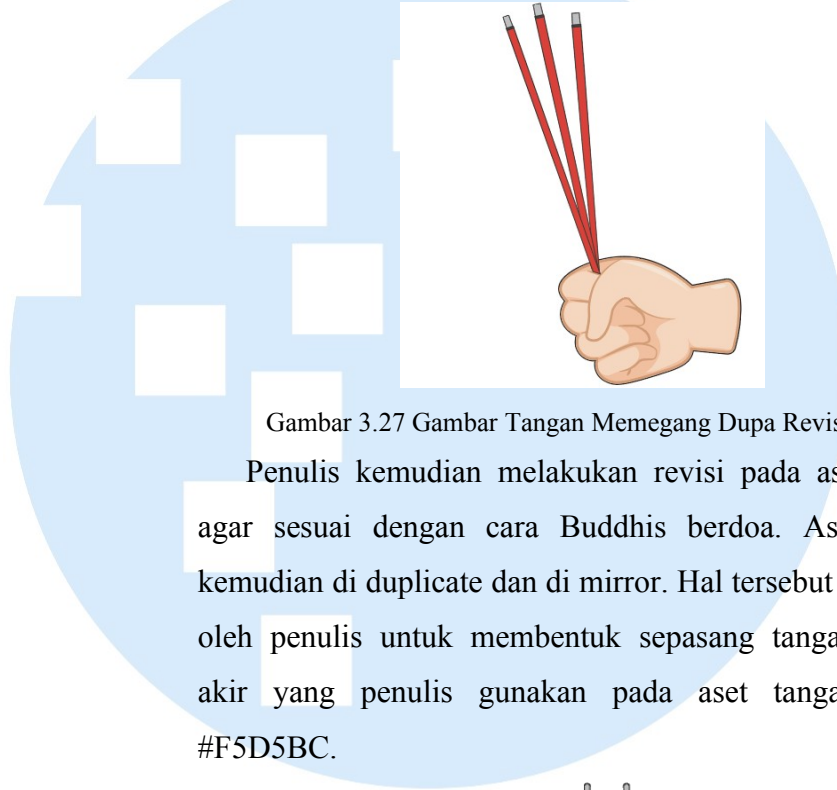 Gambar 3.27 Gambar Tangan Memegang Dupa Revis
Penulis kemudian melakukan revisi pada as
agar sesuai dengan cara Buddhis berdoa. As
kemudian di duplicate dan di mirror. Hal tersebut
oleh penulis untuk membentuk sepasang tanga
akir yang penulis gunakan pada aset tanga
#F5D5BC.